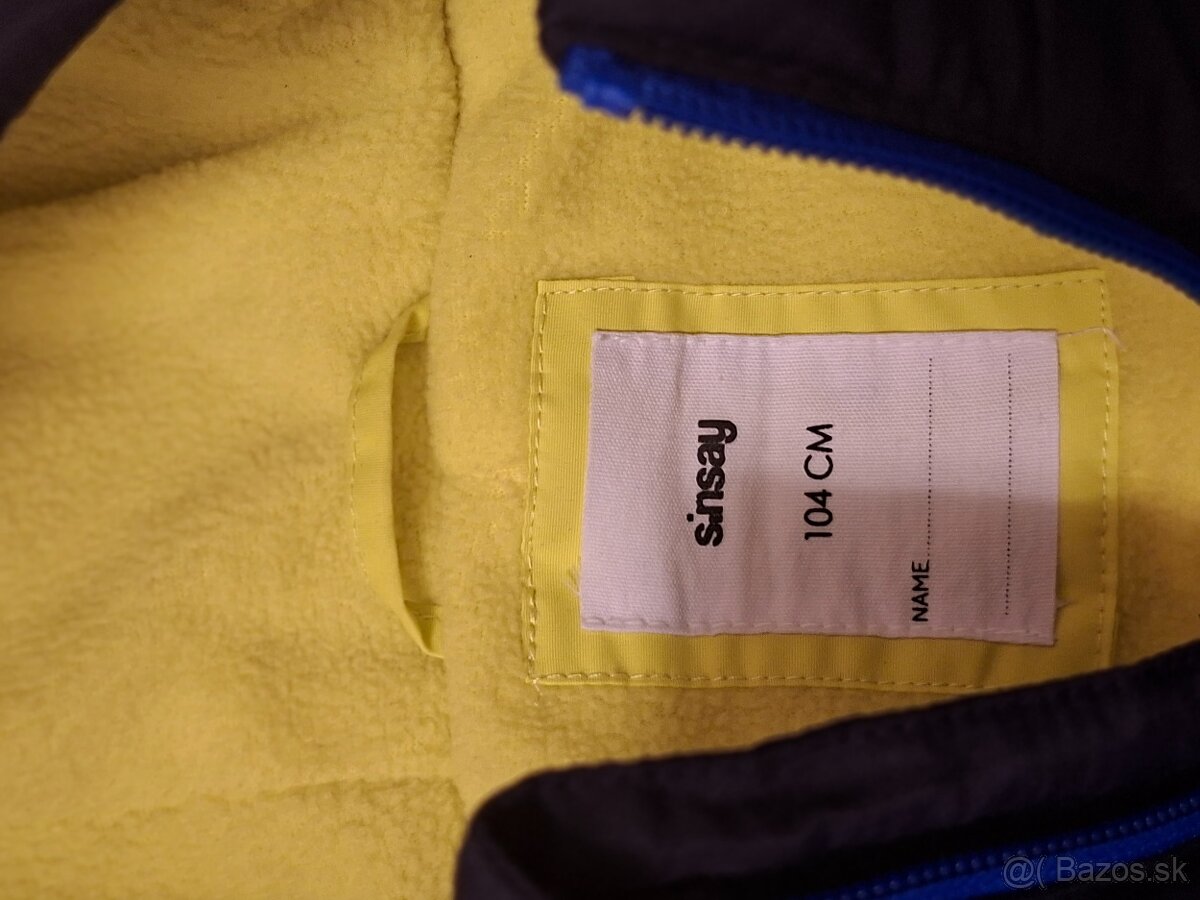 sinsay
104 CM
NAME
@( Bazos.sk